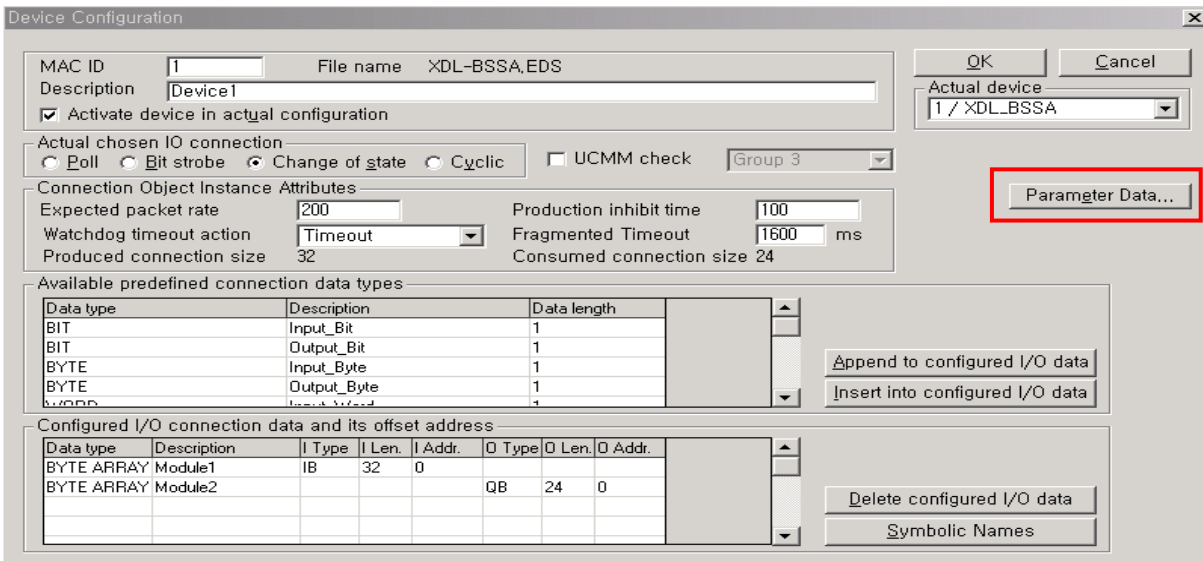 Device Configuration
MAC ID 1 File name XDL-BSSA.EDS
OK Cancel
Description Device1
Actual device
1 / XDL_BSSA
Activate device in actual configuration
Actual chosen IO connection
Poll Bit strobe Change of state Cyclic UCMM check Group 3
Connection Object Instance Attributes
Parameter Data...
Expected packet rate 200 Production inhibit time 100
Watchdog timeout action Timeout Fragmented Timeout 1600 ms
Produced connection size 32 Consumed connection size 24
Available predefined connection data types
Data type Description Data length
BIT Input_Bit 1
BIT Output_Bit 1
BYTE Input_Byte 1
Append to configured I/O data
BYTE Output_Byte 1
Insert into configured I/O data
Configured I/O connection data and its offset address
Data type Description I Type I Len. I Addr. O Type O Len. O Addr.
BYTE ARRAY Module1 IB 32 0
BYTE ARRAY Module2 QB 24 0
Delete configured I/O data
Symbolic Names